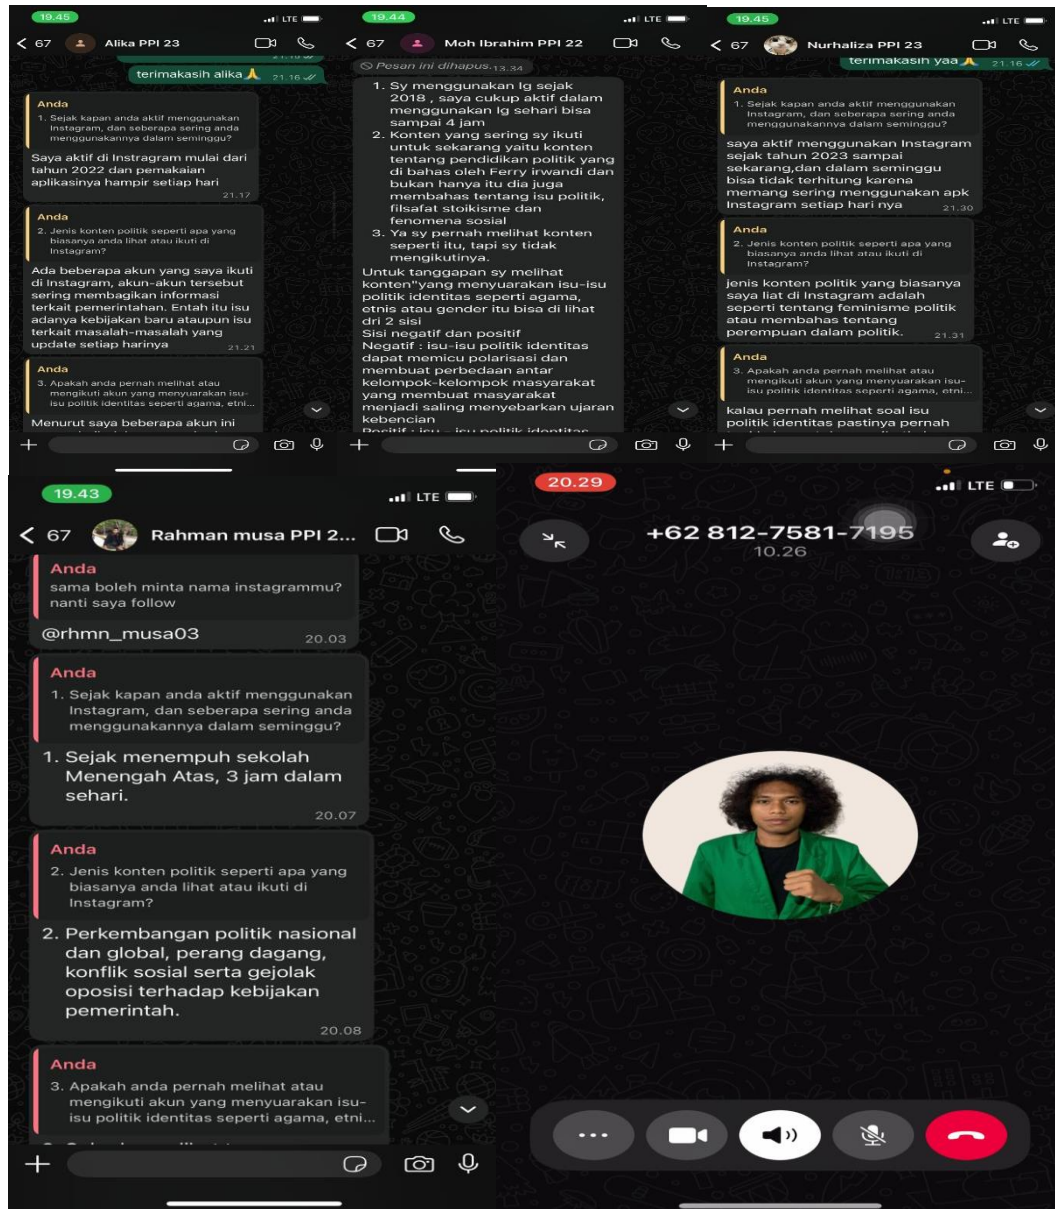 19.45
LTE
67
Alika PPI 23
terimakasih alika🙏 21.16
Anda
1. Sejak kapan anda aktif menggunakan
Instagram, dan seberapa sering anda
menggunakannya dalam seminggu?
Saya aktif di Instragram mulai dari
tahun 2022 dan pemakaian
aplikasinya hampir setiap hari
21.17
Anda
2. Jenis konten politik seperti apa yang
biasanya anda lihat atau ikuti di
Instagram?
Ada beberapa akun yang saya ikuti
di Instagram, akun-akun tersebut
sering membagikan informasi
terkait pemerintahan. Entah itu isu
adanya kebijakan baru ataupun isu
terkait masalah-masalah yang
update setiap harinya
21.21
Anda
3. Apakah anda pernah melihat atau
mengikuti akun yang menyuarakan isu-
isu politik identitas seperti agama, etni...
Menurut saya beberapa akun ini
19.44
LTE
67
Moh Ibrahim PPI 22
Pesan ini dihapus. 13.34
1. Sy menggunakan Ig sejak
2018 , saya cukup aktif dalam
menggunakan Ig sehari bisa
sampai 4 jam
2. Konten yang sering sy ikuti
untuk sekarang yaitu konten
tentang pendidikan politik yang
di bahas oleh Ferry irwandi dan
bukan hanya itu dia juga
membahas tentang isu politik,
filsafat stoikisme dan
fenomena sosial
3. Ya sy pernah melihat konten
seperti itu, tapi sy tidak
mengikutinya.
Untuk tanggapan sy melihat
konten"yang menyuarakan isu-isu
politik identitas seperti agama,
etnis atau gender itu bisa di lihat
dri 2 sisi
Sisi negatif dan positif
Negatif : isu-isu politik identitas
dapat memicu polarisasi dan
membuat perbedaan antar
kelompok-kelompok masyarakat
yang membuat masyarakat
menjadi saling menyebarkan ujaran
kebencian
Positif : isu - isu politik identitas
19.45
LTE
67
Nurhaliza PPI 23
terimakasih yaa🙏 21.16
Anda
1. Sejak kapan anda aktif menggunakan
Instagram, dan seberapa sering anda
menggunakannya dalam seminggu?
saya aktif menggunakan Instagram
sejak tahun 2023 sampai
sekarang,dan dalam seminggu
bisa tidak terhitung karena
memang sering menggunakan apk
Instagram setiap hari nya
21.30
Anda
2. Jenis konten politik seperti apa yang
biasanya anda lihat atau ikuti di
Instagram?
jenis konten politik yang biasanya
saya liat di Instagram adalah
seperti tentang feminisme politik
atau membahas tentang
perempuan dalam politik.
21.31
Anda
3. Apakah anda pernah melihat atau
mengikuti akun yang menyuarakan isu-
isu politik identitas seperti agama, etni...
kalau pernah melihat soal isu
politik identitas pastinya pernah
19.43
LTE
67
Rahman musa PPI 2...
Anda
sama boleh minta nama instagrammu?
nanti saya follow
@rhmn_musa03
20.03
Anda
1. Sejak kapan anda aktif menggunakan
Instagram, dan seberapa sering anda
menggunakannya dalam seminggu?
1. Sejak menempuh sekolah
Menengah Atas, 3 jam dalam
sehari.
20.07
Anda
2. Jenis konten politik seperti apa yang
biasanya anda lihat atau ikuti di
Instagram?
2. Perkembangan politik nasional
dan global, perang dagang,
konflik sosial serta gejolak
oposisi terhadap kebijakan
pemerintah.
20.08
Anda
3. Apakah anda pernah melihat atau
mengikuti akun yang menyuarakan isu-
isu politik identitas seperti agama, etni...
20.29
LTE
+62 812-7581-7195
10.26